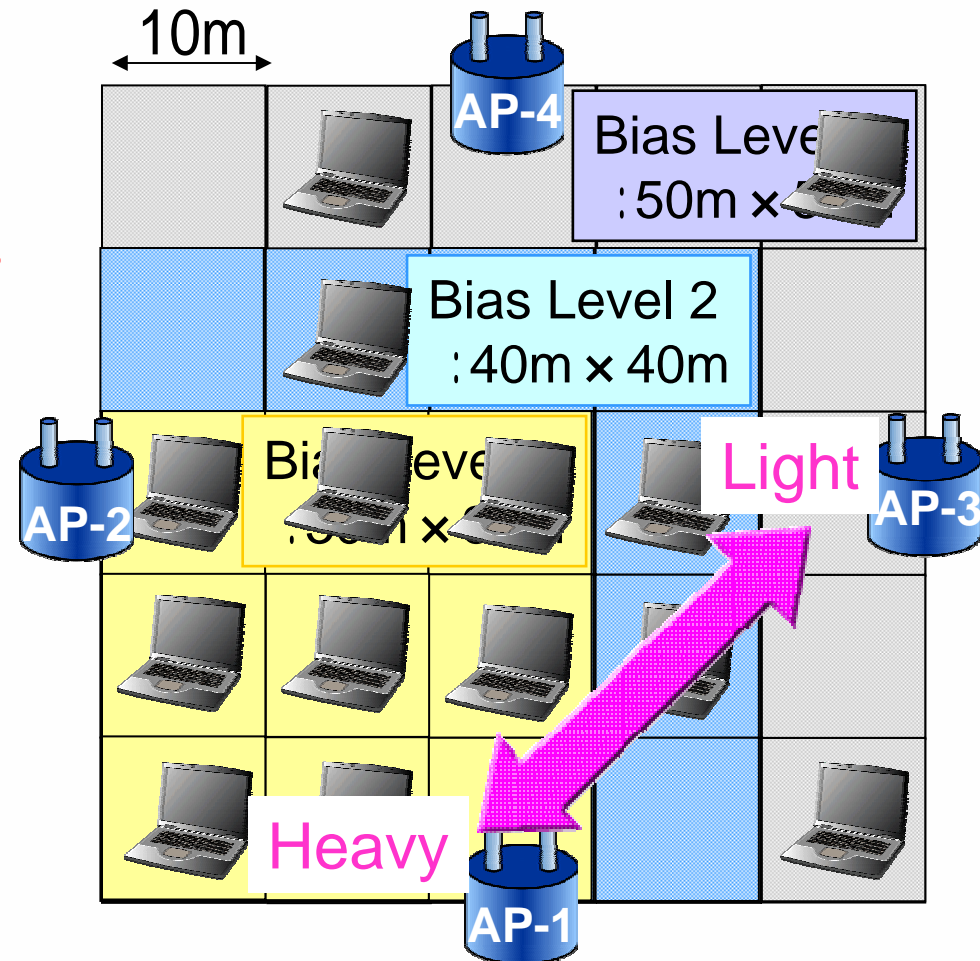 10m
AP-4
Bias Leve
: 50m ×
Bias Level 2
: 40m × 40m
Light
AP-2
AP-3
Heavy
AP-1